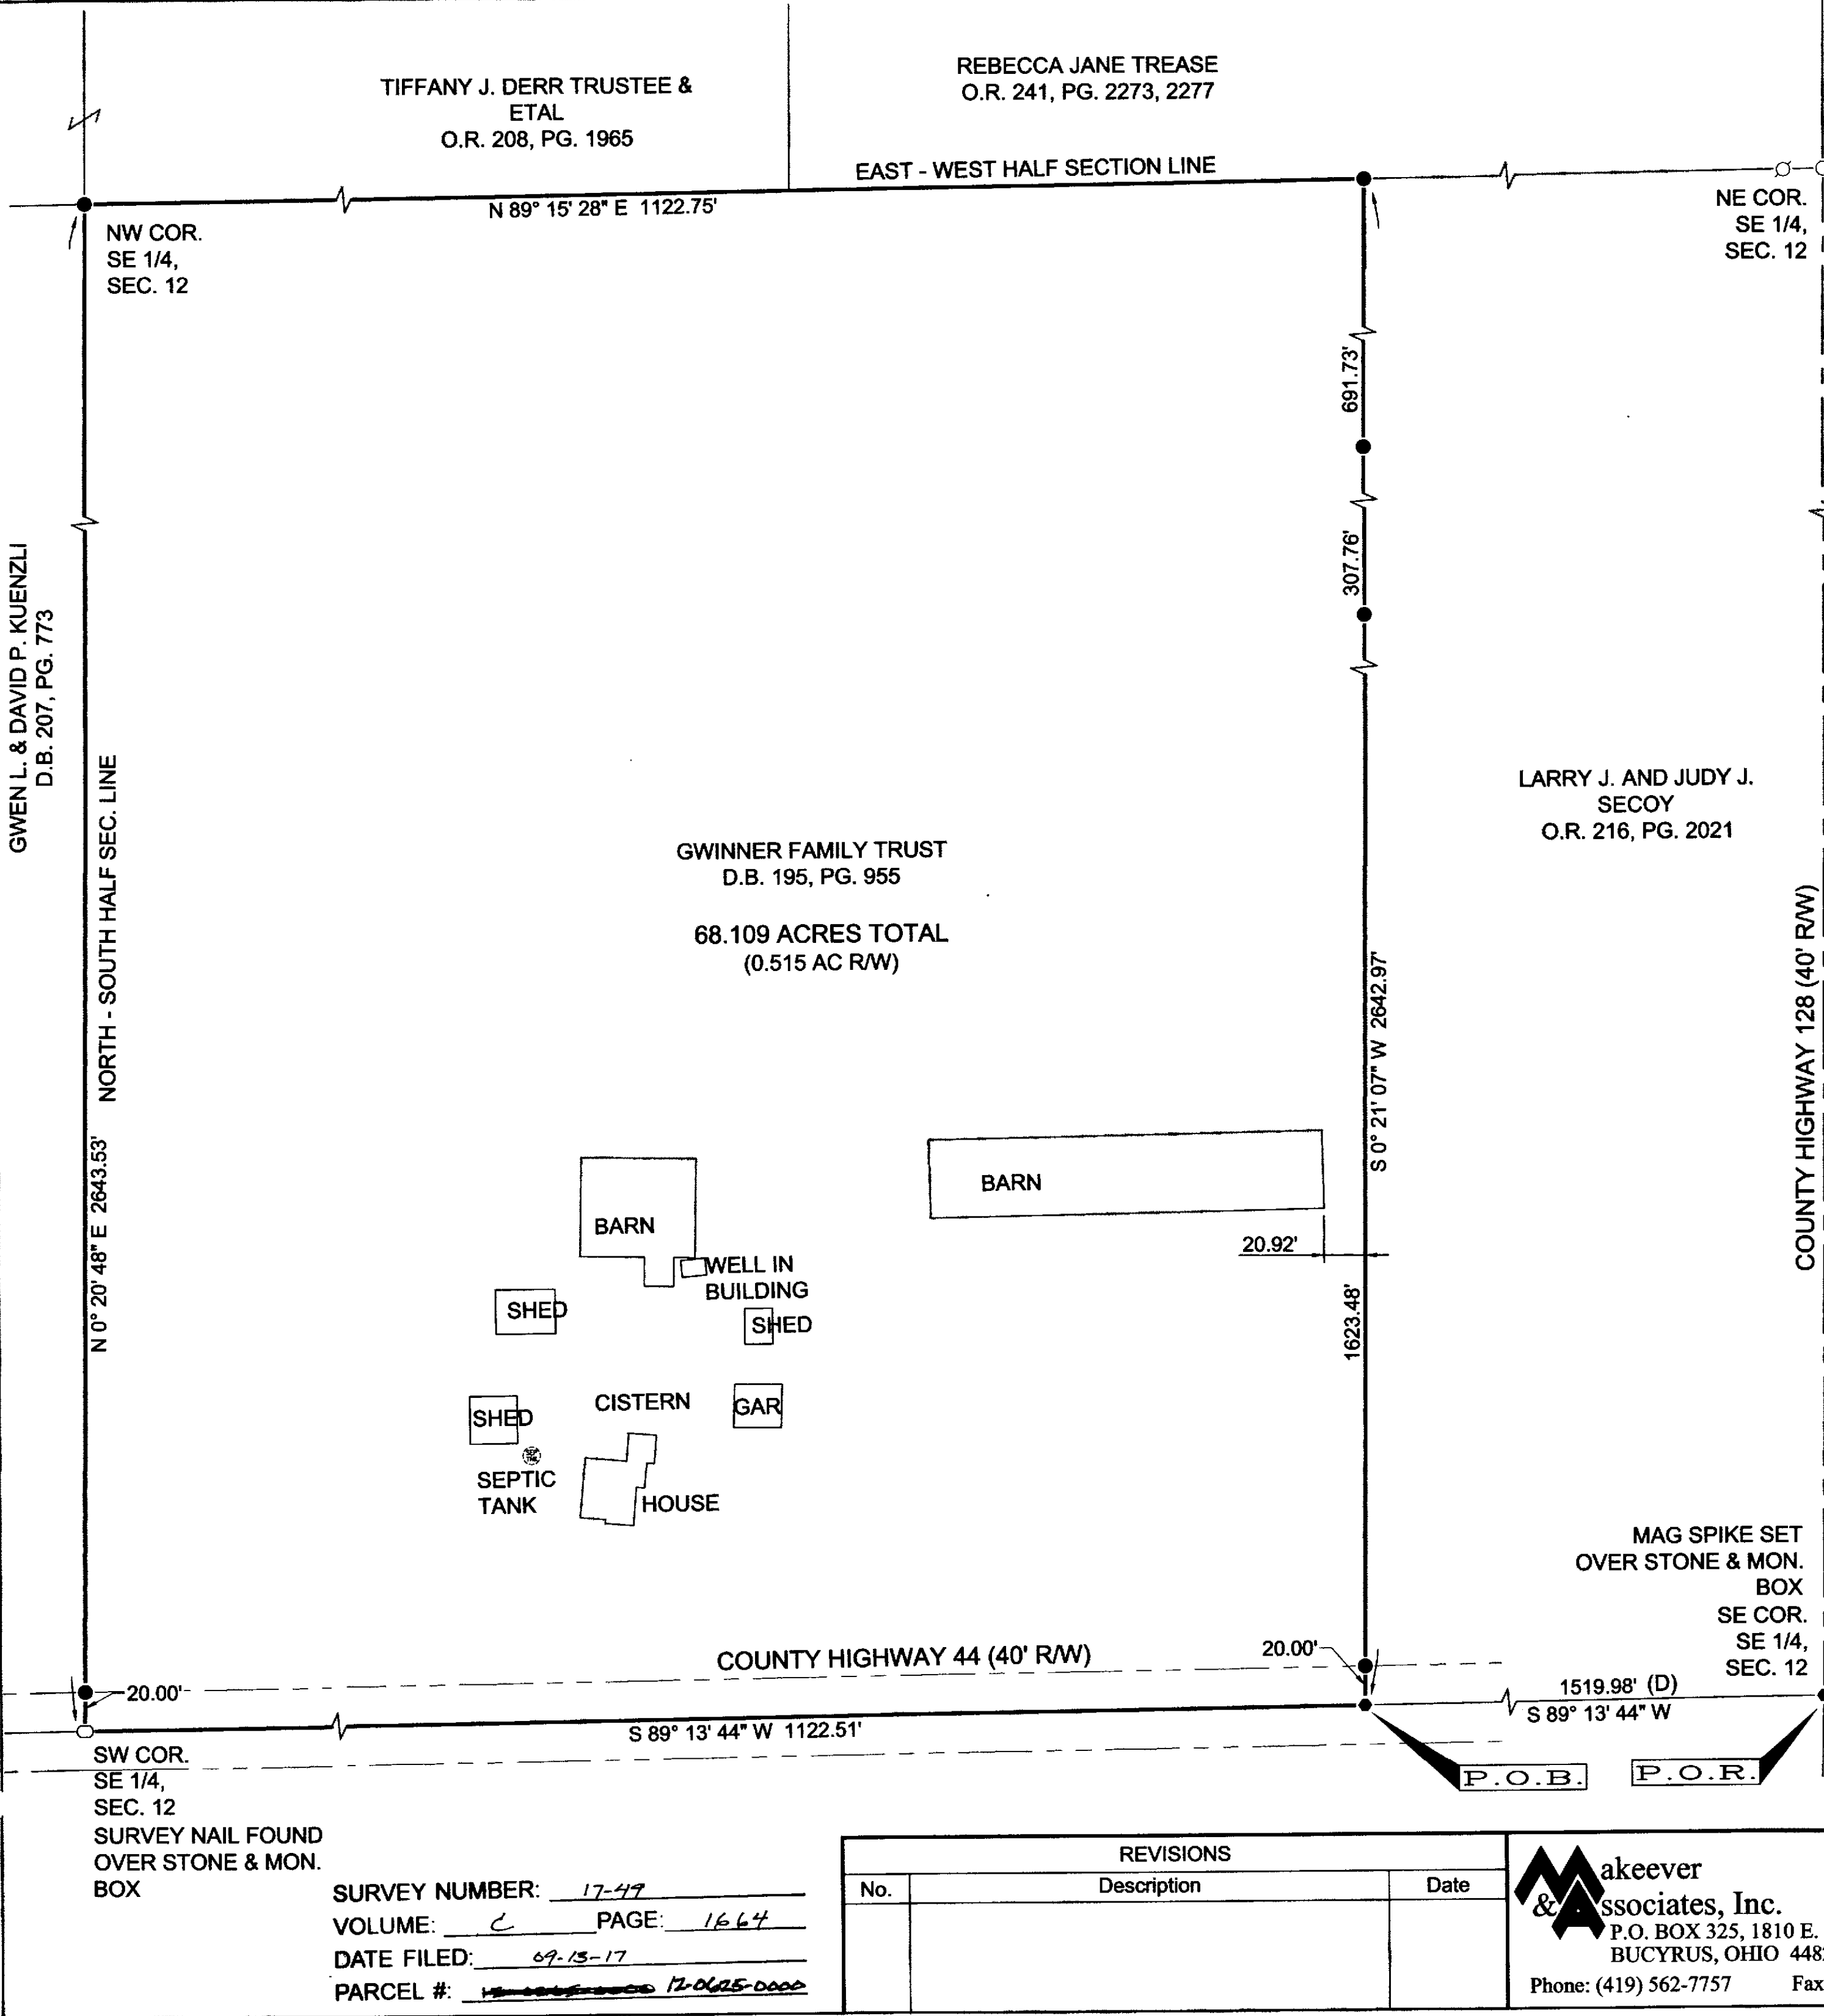 TIFFANY J. DERR TRUSTEE &
ETAL
O.R. 208, PG. 1965
REBECCA JANE TREASE
O.R. 241, PG. 2273, 2277
EAST - WEST HALF SECTION LINE
N 89° 15' 28" E 1122.75'
NW COR.
SE 1/4,
SEC. 12
NE COR.
SE 1/4,
SEC. 12
691.73'
307.76'
GWEN L. & DAVID P. KUENZLI
D.B. 207, PG. 773
NORTH - SOUTH HALF SEC. LINE
N 0° 20' 48" E 2643.53'
GWINNER FAMILY TRUST
D.B. 195, PG. 955
68.109 ACRES TOTAL
(0.515 AC R/W)
LARRY J. AND JUDY J.
SECOY
O.R. 216, PG. 2021
COUNTY HIGHWAY 128 (40' R/W)
S 0° 21' 07" W 2642.97'
BARN
BARN
20.92'
WELL IN
BUILDING
SHED
SHED
1623.48'
SHED
CISTERN
GAR
SEPTIC
TANK
HOUSE
MAG SPIKE SET
OVER STONE & MON.
BOX
SE COR.
SE 1/4,
SEC. 12
COUNTY HIGHWAY 44 (40' R/W)
20.00'
20.00'
1519.98' (D)
S 89° 13' 44" W
S 89° 13' 44" W 1122.51'
P.O.B.
P.O.R.
SW COR.
SE 1/4,
SEC. 12
SURVEY NAIL FOUND
OVER STONE & MON.
BOX
SURVEY NUMBER: 17-49
VOLUME: C PAGE: 1664
DATE FILED: 09-13-17
PARCEL #: 12-0625-0000
REVISIONS
No. Description Date
Makeever
& Associates, Inc.
P.O. BOX 325, 1810 E.
BUCYRUS, OHIO 448
Phone: (419) 562-7757 Fax